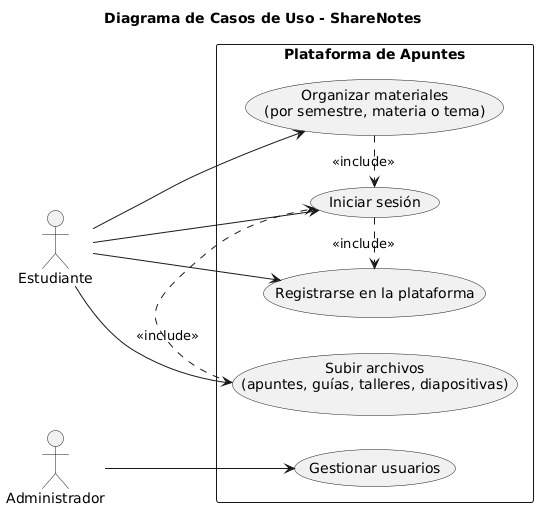 Diagrama de Casos de Uso - ShareNotes
Plataforma de Apuntes
Organizar materiales
(por semestre, materia o tema)
«include»
Iniciar sesión
«include»
Estudiante
Registrarse en la plataforma
«include»
Subir archivos
(apuntes, guías, talleres, diapositivas)
Gestionar usuarios
Administrador